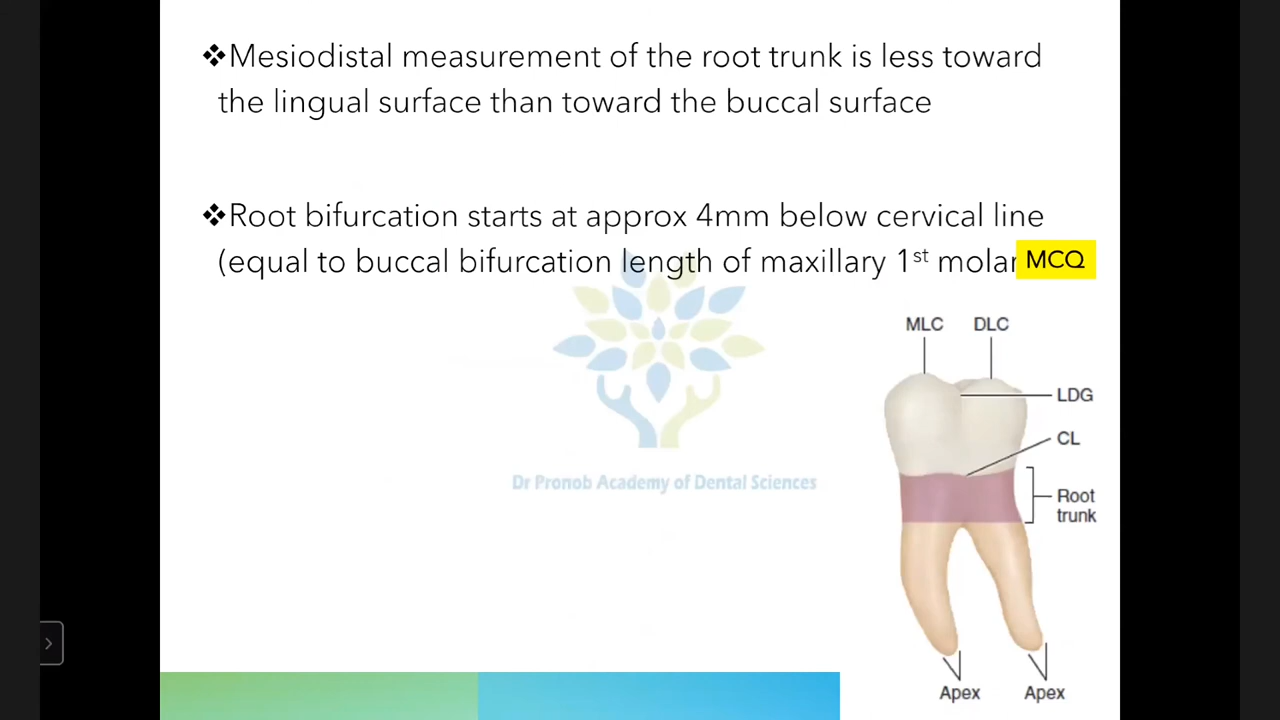 ❖Mesiodistal measurement of the root trunk is less toward
the lingual surface than toward the buccal surface
❖Root bifurcation starts at approx 4mm below cervical line
(equal to buccal bifurcation length of maxillary 1st molar
MCQ
MLC DLC
LDG
CL
Root
trunk
Dr Pronob Academy of Dental Sciences
Apex Apex